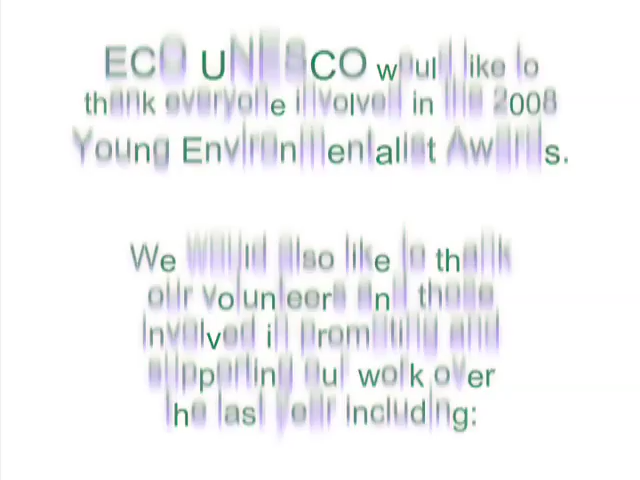 ECO UNESCO would like to
thank everyone involved in the 2008
Young Environmentalist Awards.
We would also like to thank
our volunteers and those
involved in promoting and
supporting our work over
the last year including: